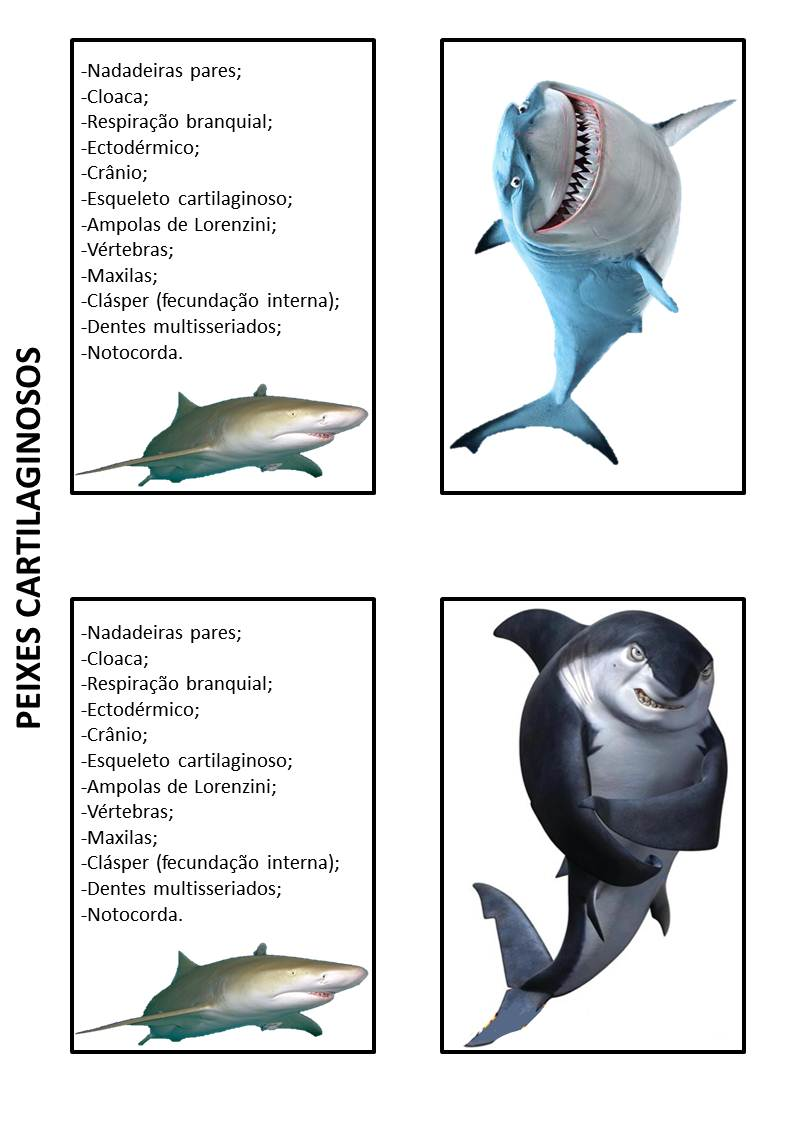 PEIXES CARTILAGINOSOS
-Nadadeiras pares;
-Cloaca;
-Respiração branquial;
-Ectodérmico;
-Crânio;
-Esqueleto cartilaginoso;
-Ampolas de Lorenzini;
-Vértebras;
-Maxilas;
-Clásper (fecundação interna);
-Dentes multisseriados;
-Notocorda.
-Nadadeiras pares;
-Cloaca;
-Respiração branquial;
-Ectodérmico;
-Crânio;
-Esqueleto cartilaginoso;
-Ampolas de Lorenzini;
-Vértebras;
-Maxilas;
-Clásper (fecundação interna);
-Dentes multisseriados;
-Notocorda.